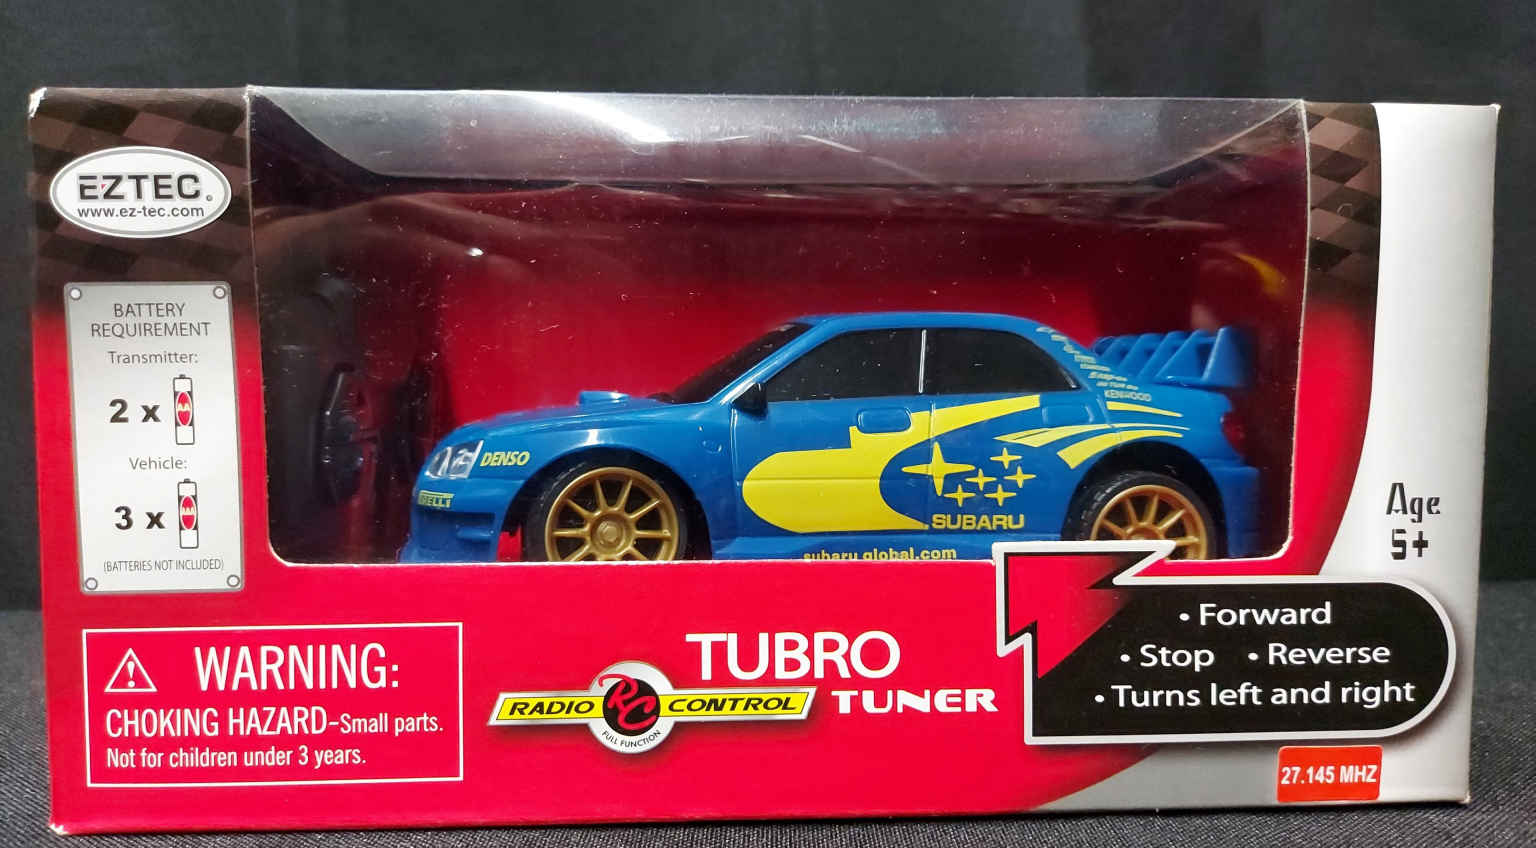 EZTEC.
www.ez-tec.com
BATTERY
REQUIREMENT
Transmitter:
2 x
AA
Vehicle:
3 x
AAA
(BATTERIES NOT INCLUDED)
DENSO
KENWOOD
SUBARU
subaru global.com
Age
5+
WARNING:
CHOKING HAZARD-Small parts.
Not for children under 3 years.
TUBRO
RADIO RC CONTROL TUNER
FULL FUNCTION
• Forward
• Stop • Reverse
• Turns left and right
27.145 MHZ